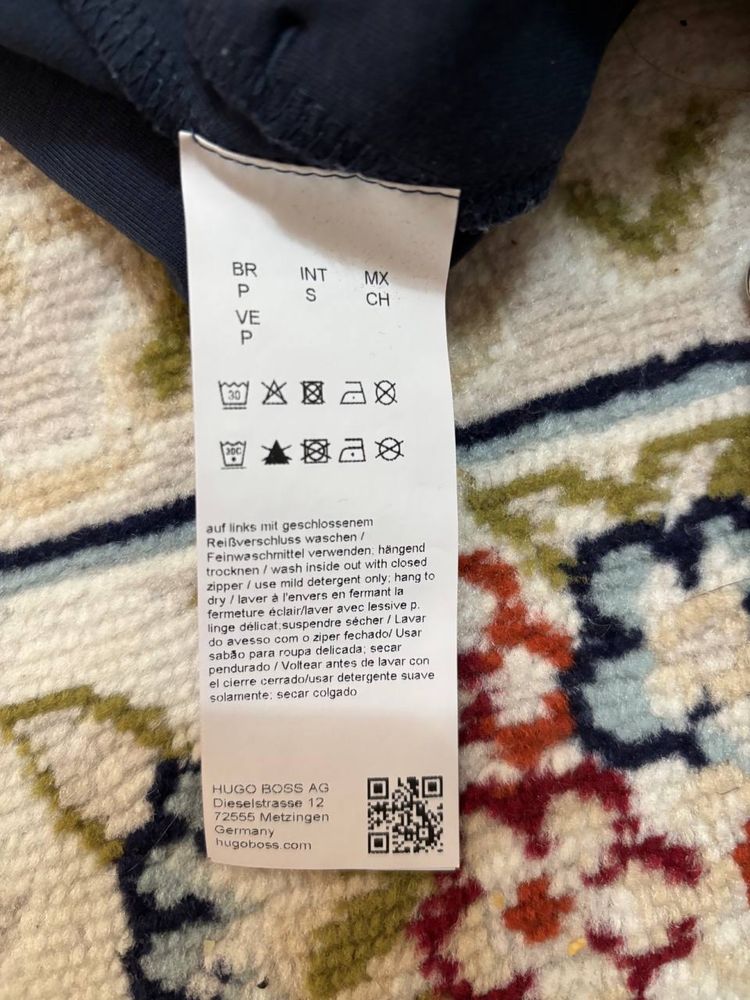 BR INT MX
P S CH
VE
P
30
30C
auf links mit geschlossenem
Reißverschluss waschen /
Feinwaschmittel verwenden; hängend
trocknen / wash inside out with closed
zipper / use mild detergent only; hang to
dry / laver à l'envers en fermant la
fermeture éclair/laver avec lessive p.
linge délicat;suspendre sécher / Lavar
do avesso com o ziper fechado/ Usar
sabão para roupa delicada; secar
pendurado / Voltear antes de lavar con
el cierre cerrado/usar detergente suave
solamente; secar colgado
HUGO BOSS AG
Dieselstrasse 12
72555 Metzingen
Germany
hugoboss.com